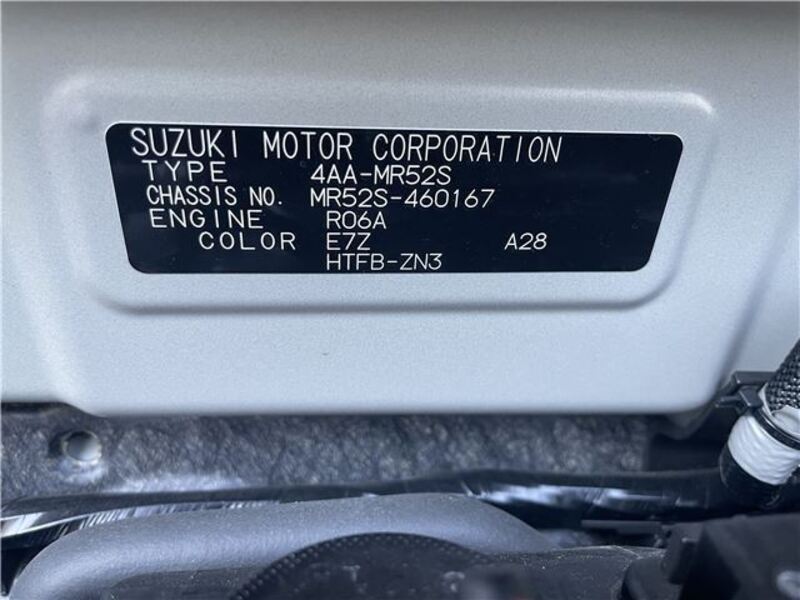 SUZUKI MOTOR CORPORATION
TYPE 4AA-MR52S
CHASSIS NO. MR52S-460167
ENGINE R06A
COLOR E7Z A28
HTFB-ZN3